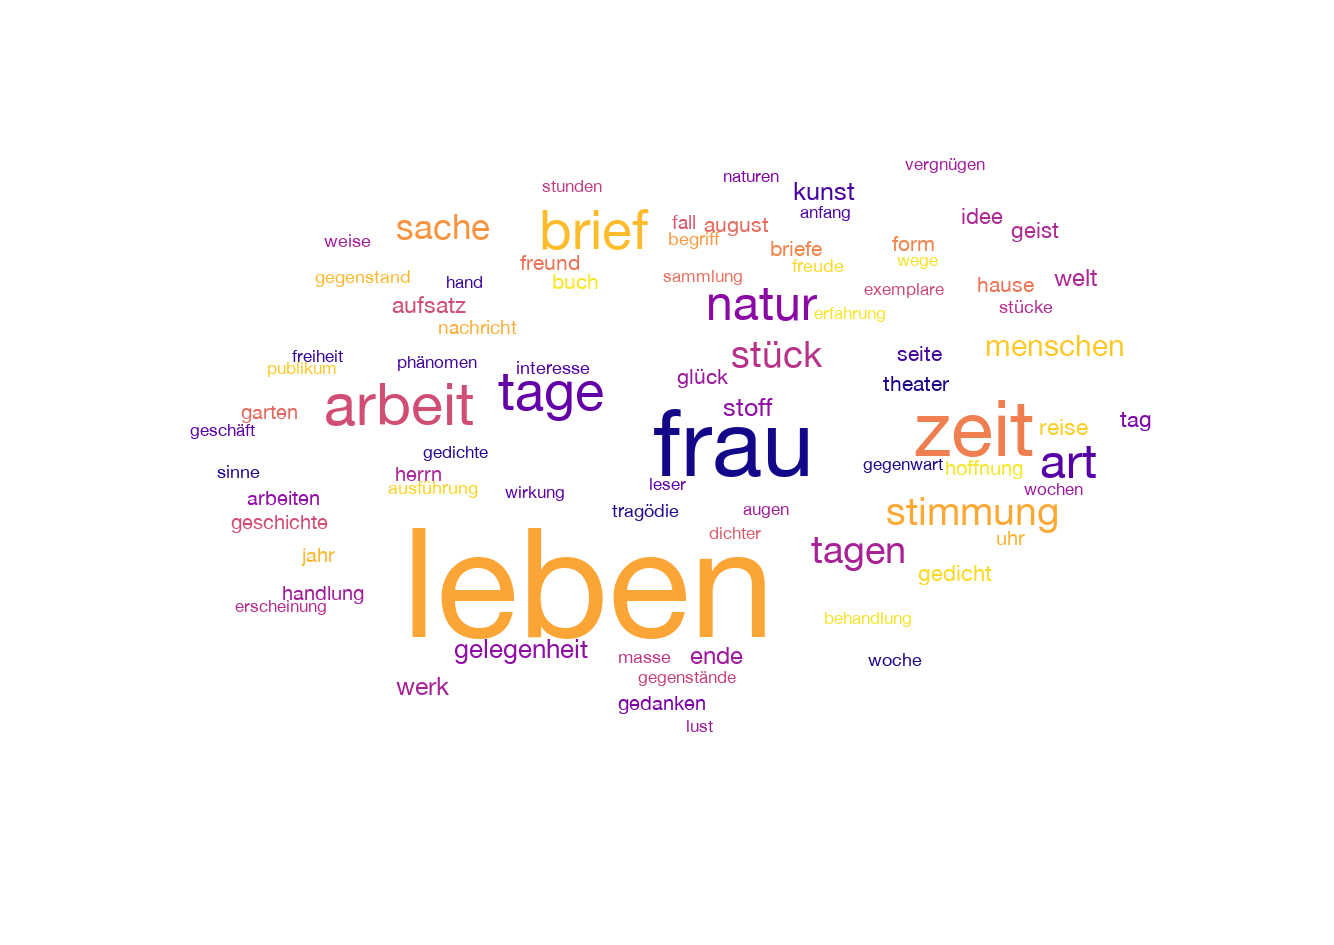 vergnügen
naturen
stunden
kunst
anfang
idee
sache
brief
fall
august
geist
weise
begriff
briefe
form
freund
freude
wege
gegenstand
hand
buch
sammlung
exemplare
hause
welt
aufsatz
natur
erfahrung
stücke
nachricht
freiheit
phänomen
interesse
stück
seite
menschen
publikum
glück
theater
arbeit
tage
stoff
garten
zeit
reise
tag
geschäft
frau
gedichte
sinne
herrn
gegenwart
hoffnung
art
ausführung
wirkung
leser
wochen
arbeiten
tragödie
augen
stimmung
geschichte
dichter
uhr
jahr
tagen
gedicht
handlung
leben
erscheinung
behandlung
gelegenheit
masse
ende
woche
gegenstände
werk
gedanken
lust